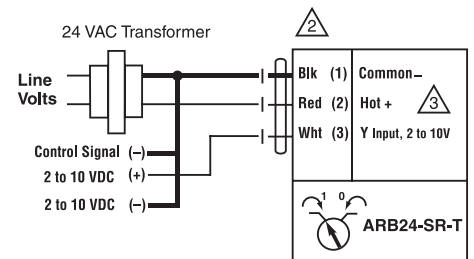 24 VAC Transformer
2
Line
Volts
Blk (1) Common –
Red (2) Hot +
3
Wht (3) Y Input, 2 to 10V
Control Signal (–)
2 to 10 VDC (+)
2 to 10 VDC (–)
1 0
ARB24-SR-T